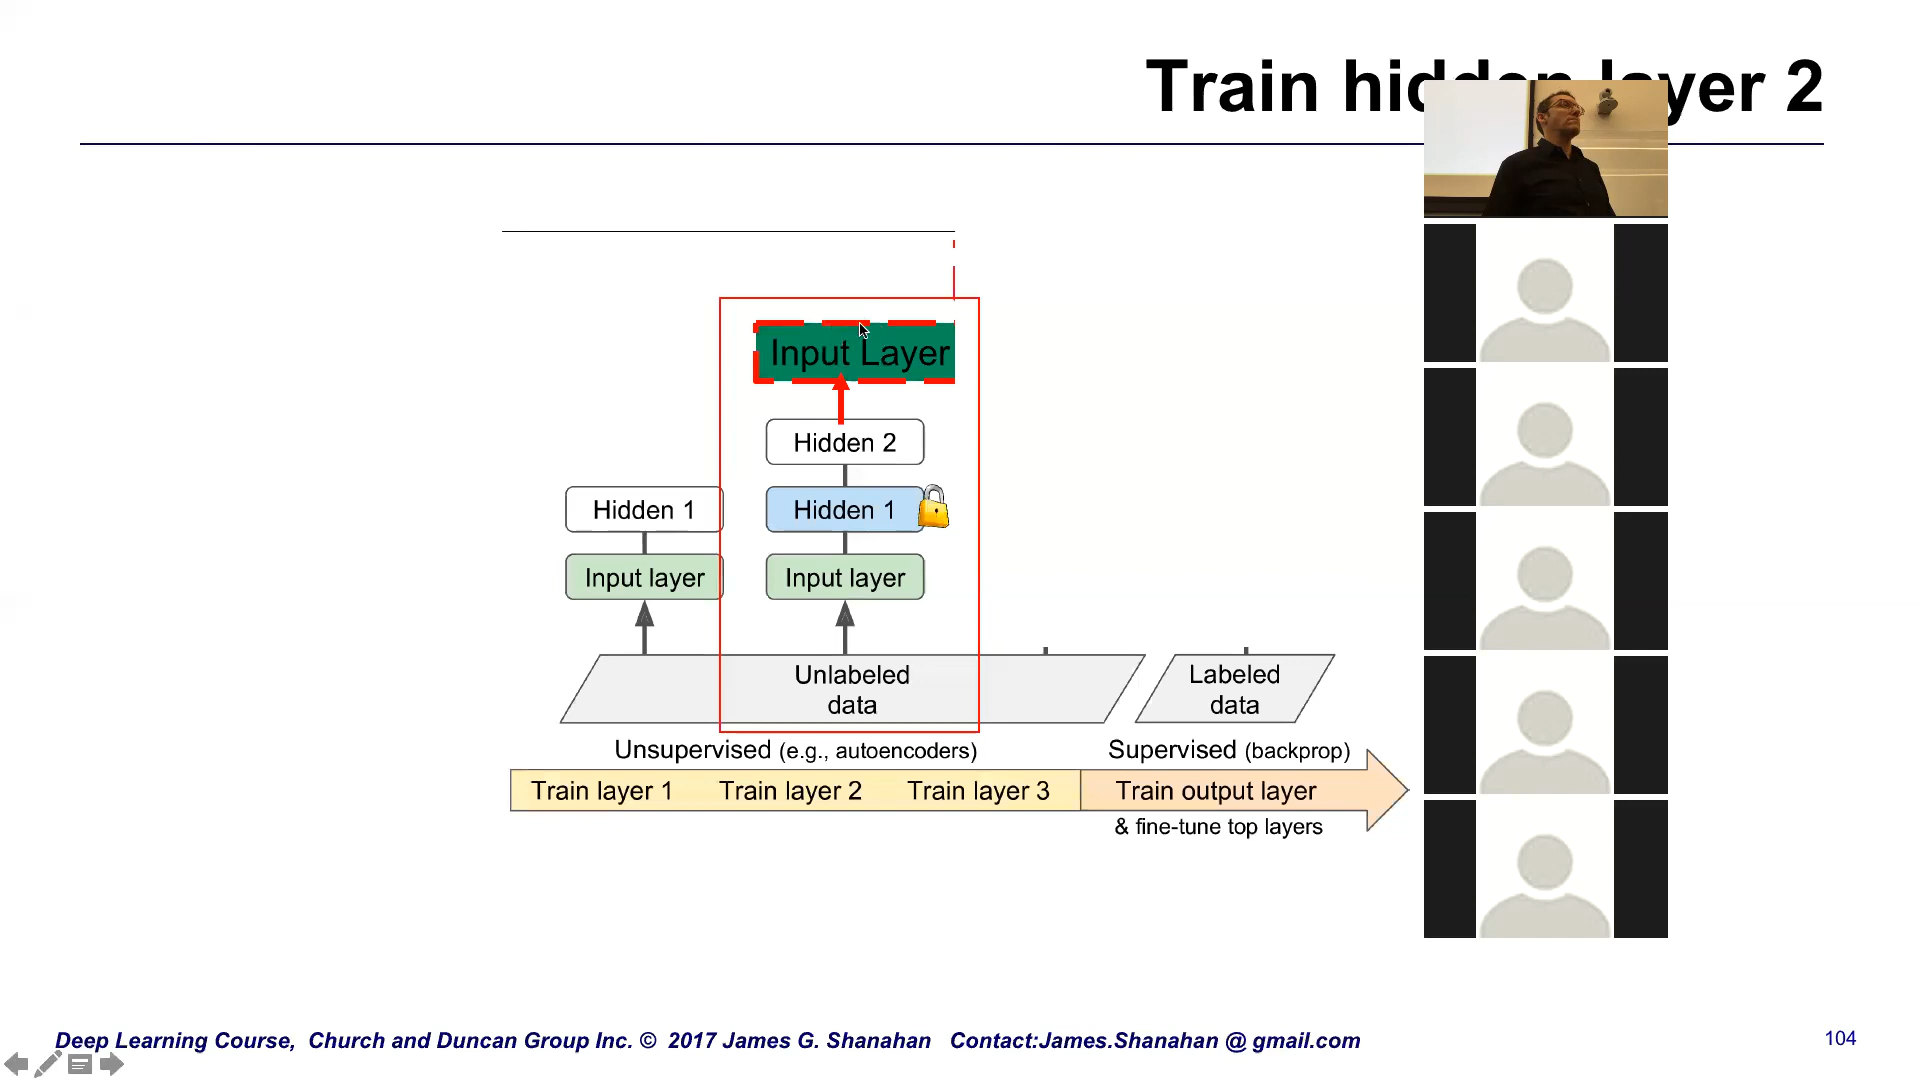 Train hidden layer 2
Input Layer
Hidden 2
Hidden 1
Hidden 1
Input layer
Input layer
Unlabeled
data
Labeled
data
Unsupervised (e.g., autoencoders)
Supervised (backprop)
Train layer 1
Train layer 2
Train layer 3
Train output layer
& fine-tune top layers
Deep Learning Course, Church and Duncan Group Inc. © 2017 James G. Shanahan Contact:James.Shanahan @ gmail.com
104